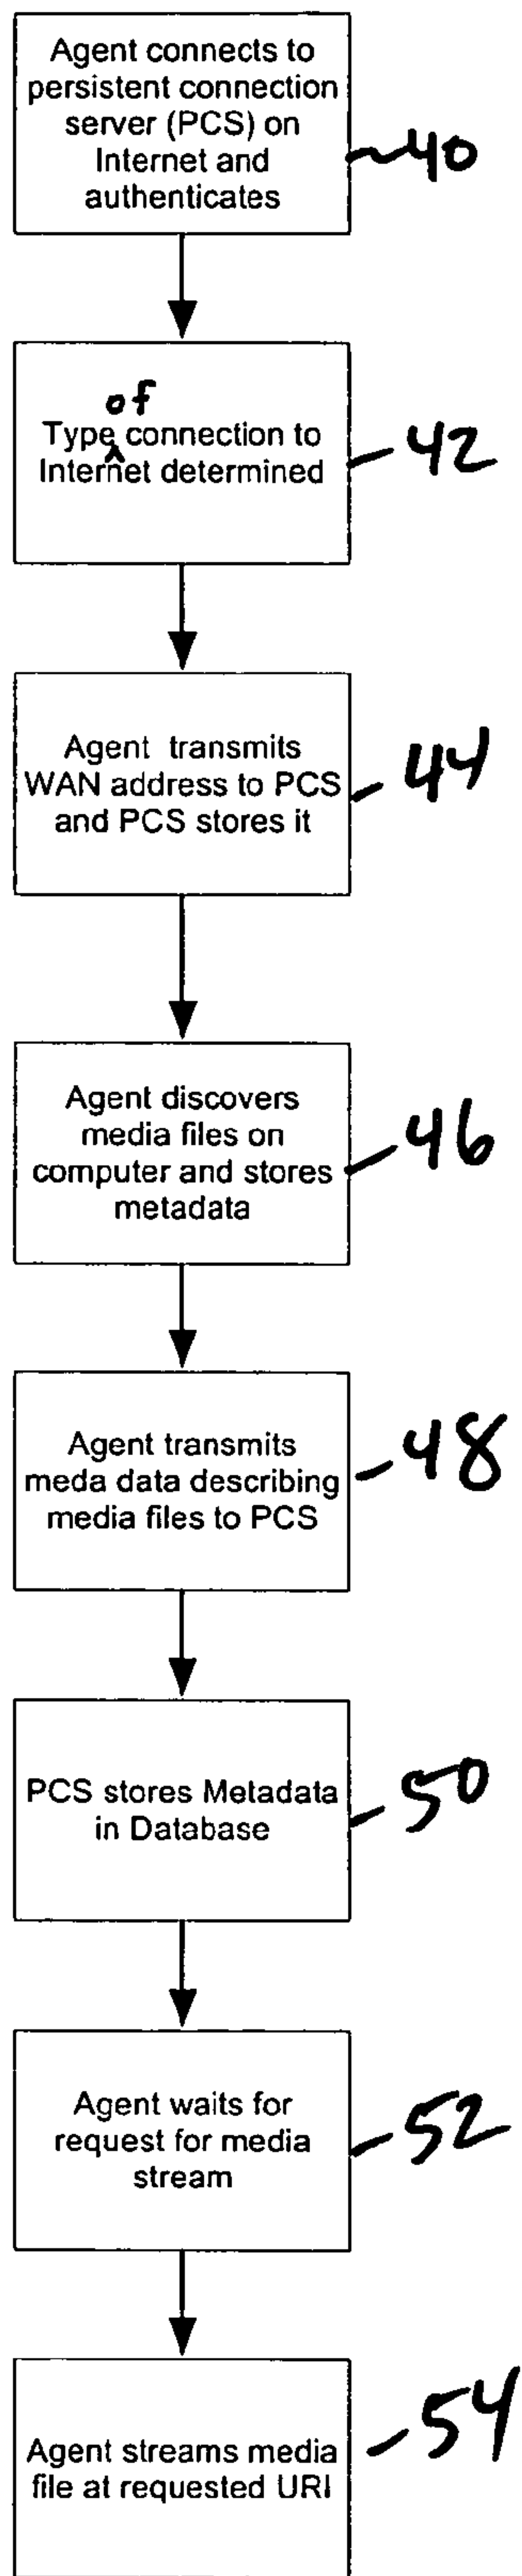 Agent connects to
persistent connection
server (PCS) on
Internet and
authenticates
40
of
Type connection to
Internet determined
42
Agent transmits
WAN address to PCS
and PCS stores it
44
Agent discovers
media files on
computer and stores
metadata
46
Agent transmits
meda data describing
media files to PCS
48
PCS stores Metadata
in Database
50
Agent waits for
request for media
stream
52
Agent streams media
file at requested URI
54